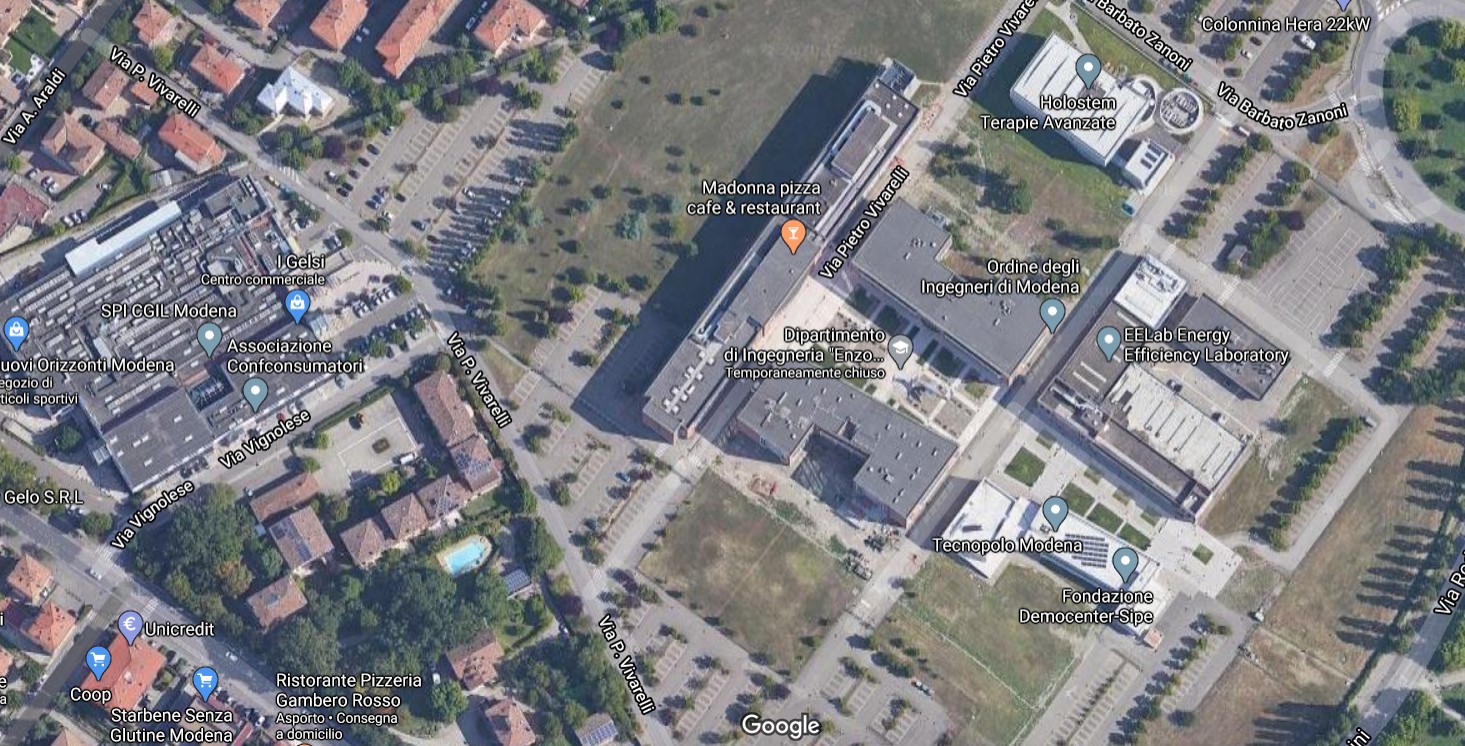 Colonnina Hera 22kW
Via Barbato Zanoni
Via P. Vivarelli
Via A. Araldi
Via Pietro Vivare
Via Barbato Zanoni
Holostem
Terapie Avanzate
Madonna pizza
cafe & restaurant
Via Pietro Vivarelli
I Gelsi
Centro commerciale
Ordine degli
Ingegneri di Modena
SPI CGIL Modena
Associazione
Confconsumatori
uovi Orizzonti Modena
egozio di
ticoli sportivi
Dipartimento
di Ingegneria "Enzo...
Temporaneamente chiuso
EELab Energy
Efficiency Laboratory
Via P. Vivarelli
Via Vignolese
Gelo S.R.L
Via Vignolese
Tecnopolo Modena
Fondazione
Democenter-Sipe
Via P. Vivarelli
Unicredit
Coop
Starbene Senza
Glutine Modena
Ristorante Pizzeria
Gambero Rosso
Asporto • Consegna
a domicilio
Google